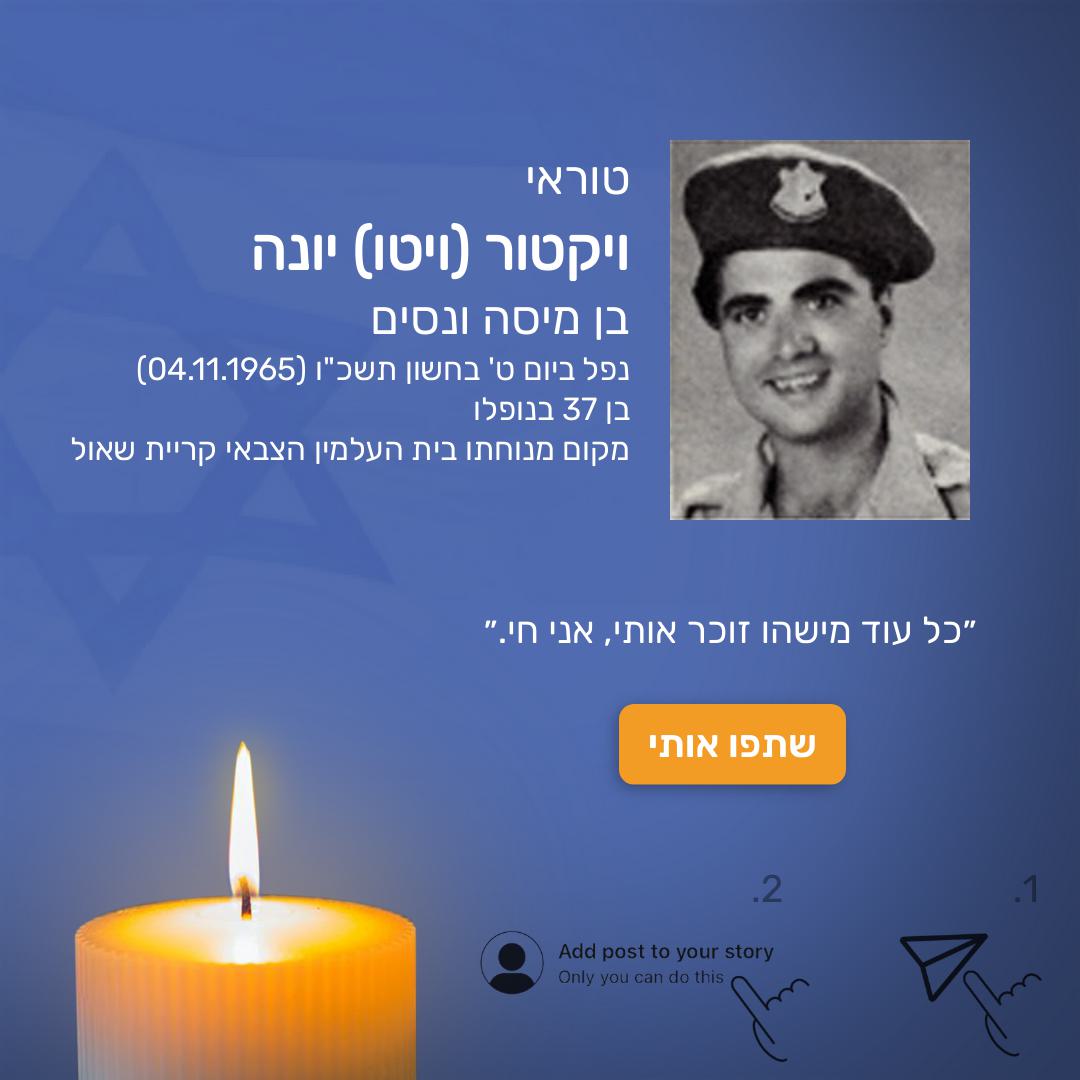 טוראי
ויקטור (ויטו) יונה
בן מיסה ונסים
נפל ביום ט' בחשון תשכ"ו (04.11.1965)
בן 37 בנופלו
מקום מנוחתו בית העלמין הצבאי קריית שאול
״כל עוד מישהו זוכר אותי, אני חי.״
שתפו אותי
1.
2.
Add post to your story
Only you can do this